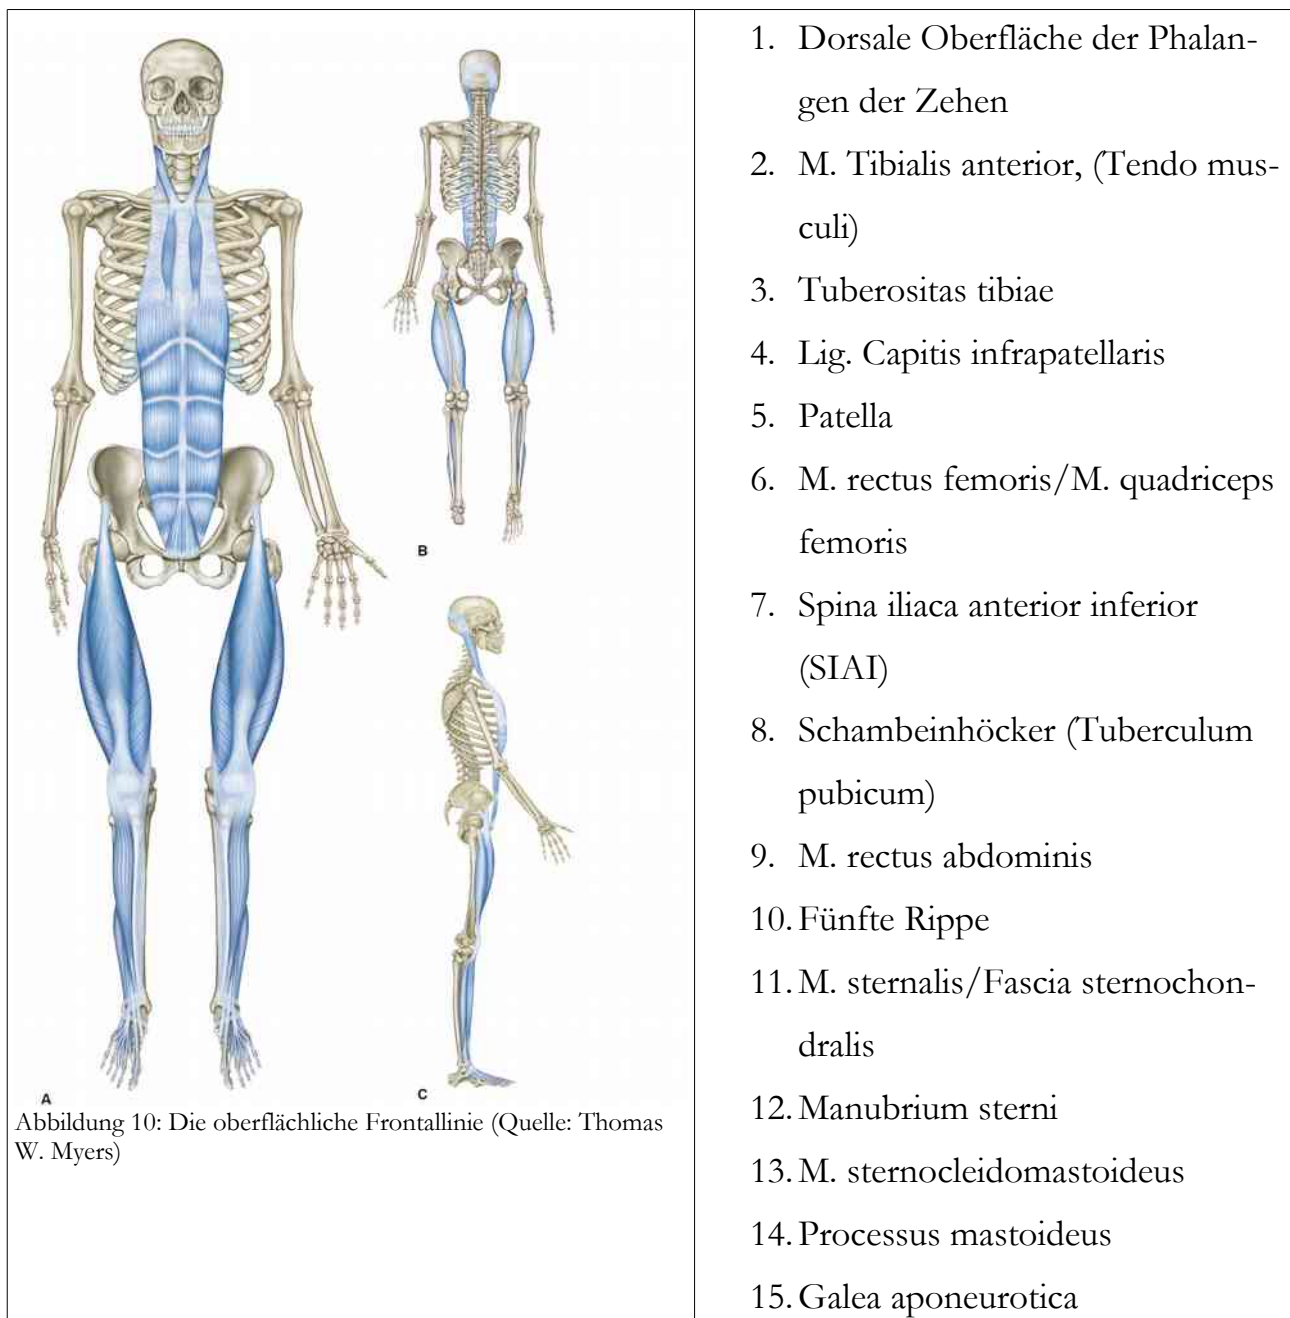 B
C
A
Abbildung 10: Die oberflächliche Frontallinie (Quelle: Thomas
W. Myers)
1. Dorsale Oberfläche der Phalan-
gen der Zehen
2. M. Tibialis anterior, (Tendo mus-
culi)
3. Tuberositas tibiae
4. Lig. Capitis infrapatellaris
5. Patella
6. M. rectus femoris/M. quadriceps
femoris
7. Spina iliaca anterior inferior
(SIAI)
8. Schambeinhöcker (Tuberculum
pubicum)
9. M. rectus abdominis
10. Fünfte Rippe
11. M. sternalis/Fascia sternochon-
dralis
12. Manubrium sterni
13. M. sternocleidomastoideus
14. Processus mastoideus
15. Galea aponeurotica